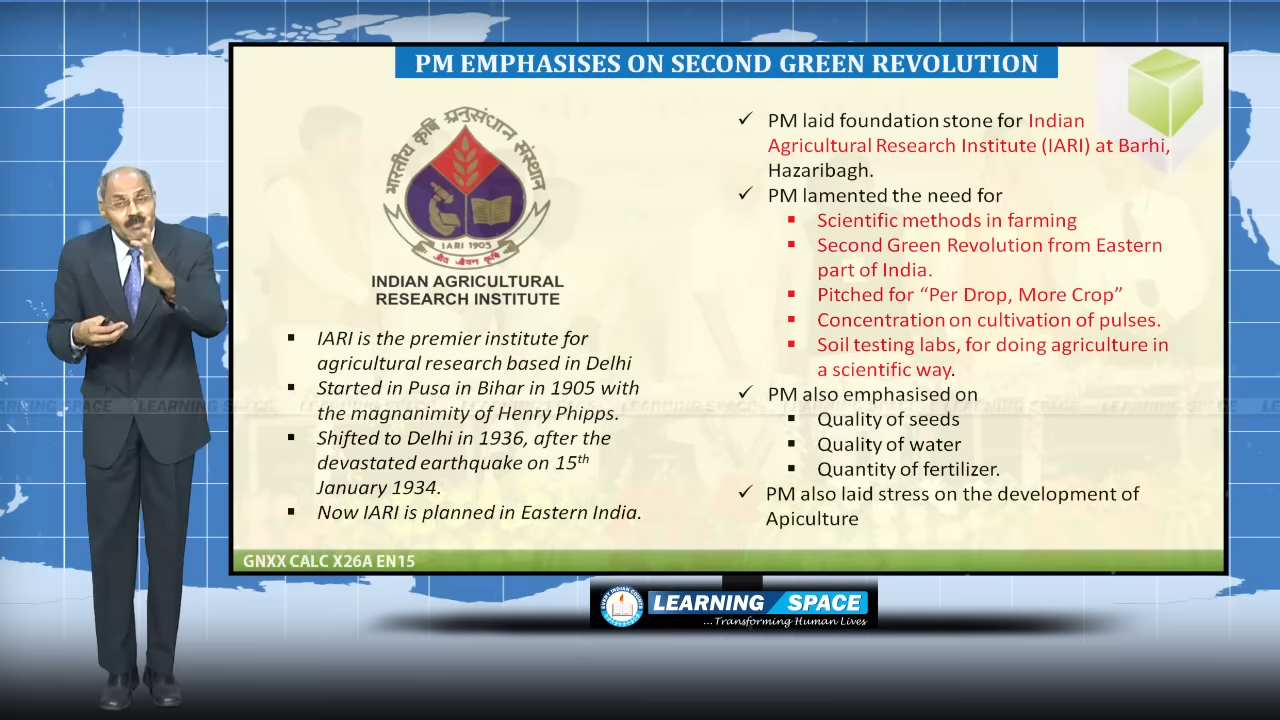 PM EMPHASISES ON SECOND GREEN REVOLUTION
भारतीय कृषि अनुसंधान संस्थान
IARI 1905
INDIAN AGRICULTURAL
RESEARCH INSTITUTE
▪ IARI is the premier institute for
agricultural research based in Delhi
▪ Started in Pusa in Bihar in 1905 with
the magnanimity of Henry Phipps.
▪ Shifted to Delhi in 1936, after the
devastated earthquake on 15th
January 1934.
▪ Now IARI is planned in Eastern India.
✓ PM laid foundation stone for Indian
Agricultural Research Institute (IARI) at Barhi,
Hazaribagh.
✓ PM lamented the need for
▪ Scientific methods in farming
▪ Second Green Revolution from Eastern
part of India.
▪ Pitched for “Per Drop, More Crop”
▪ Concentration on cultivation of pulses.
▪ Soil testing labs, for doing agriculture in
a scientific way.
✓ PM also emphasised on
▪ Quality of seeds
▪ Quality of water
▪ Quantity of fertilizer.
✓ PM also laid stress on the development of
Apiculture
GNXX CALC X26A EN15
LEARNING SPACE
...Transforming Human Lives